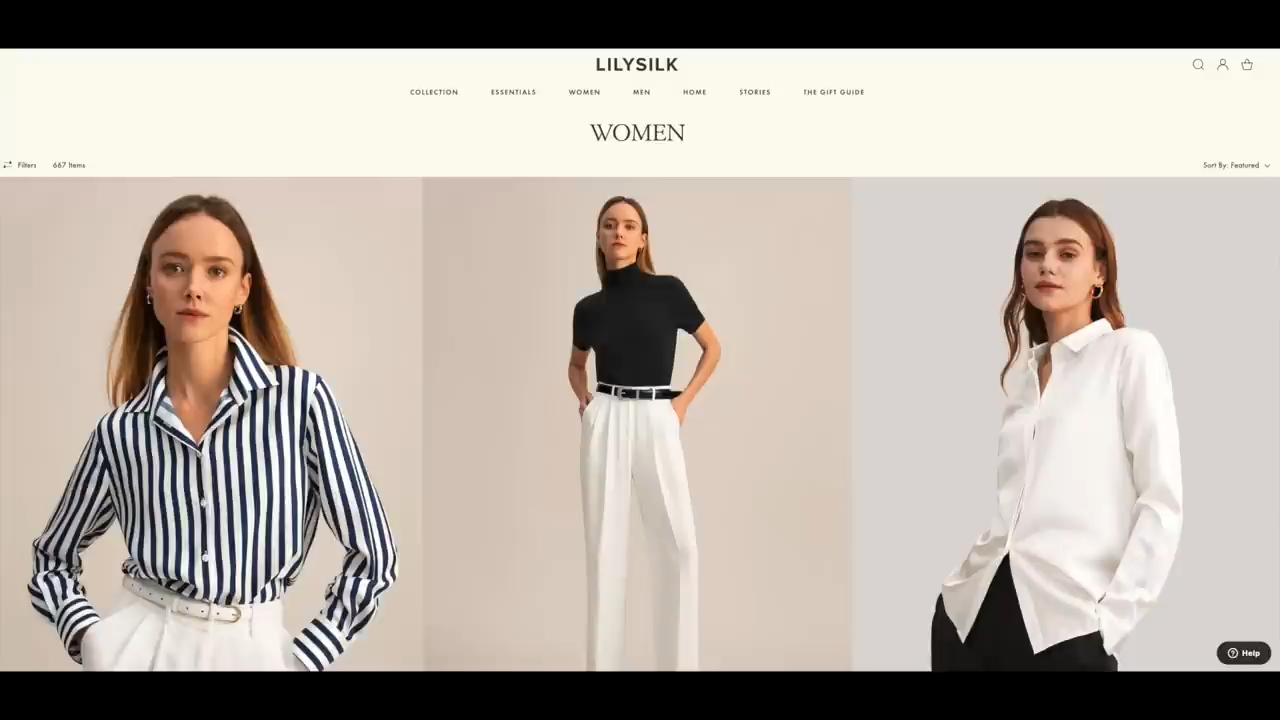 LILYSILK
COLLECTION ESSENTIALS WOMEN MEN HOME STORIES THE GIFT GUIDE
WOMEN
Filters 667 Items Sort By: Featured
Help